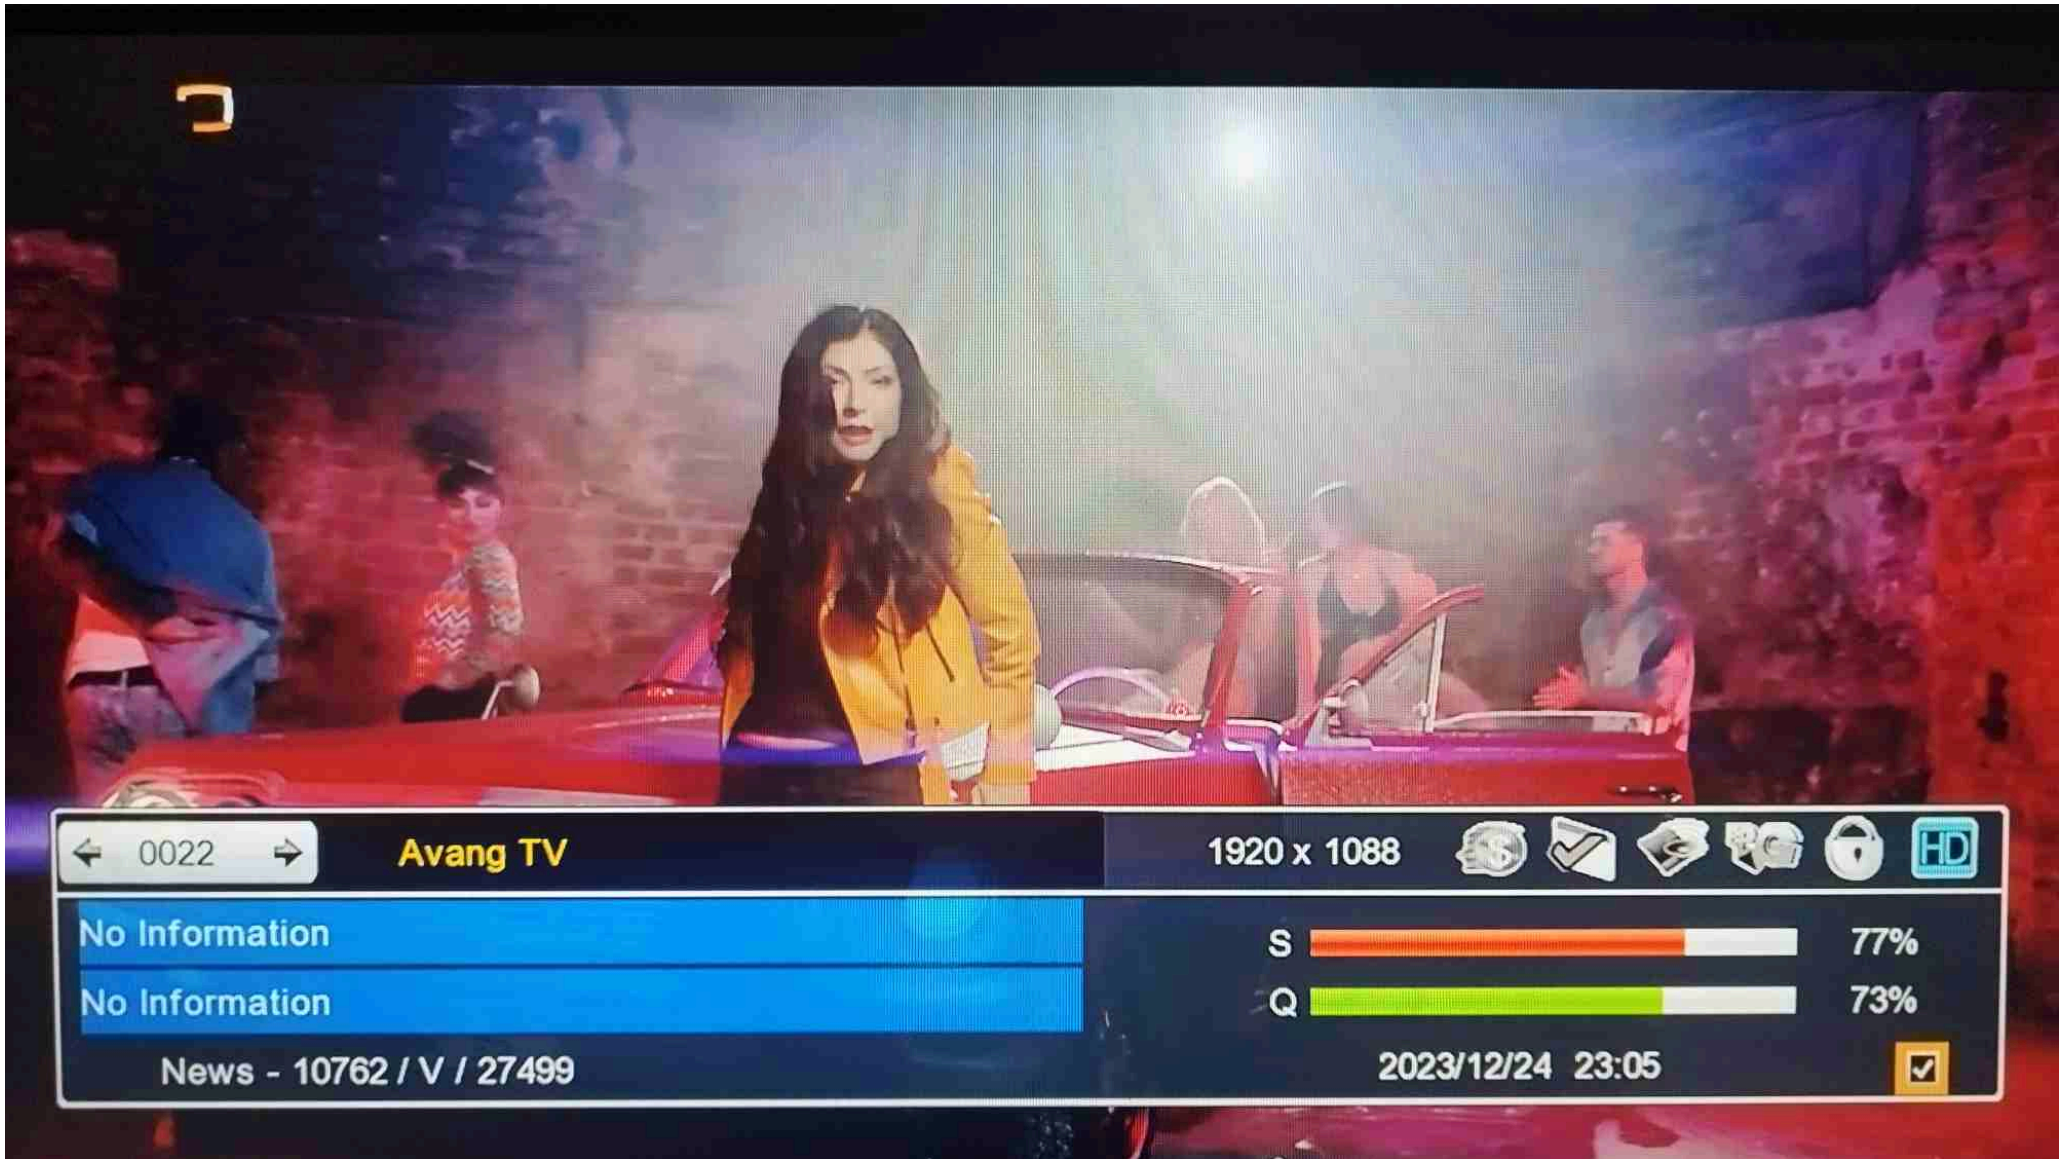 0022
Avang TV
1920 x 1088
HD
No Information
No Information
S 77%
Q 73%
News - 10762 / V / 27499
2023/12/24 23:05